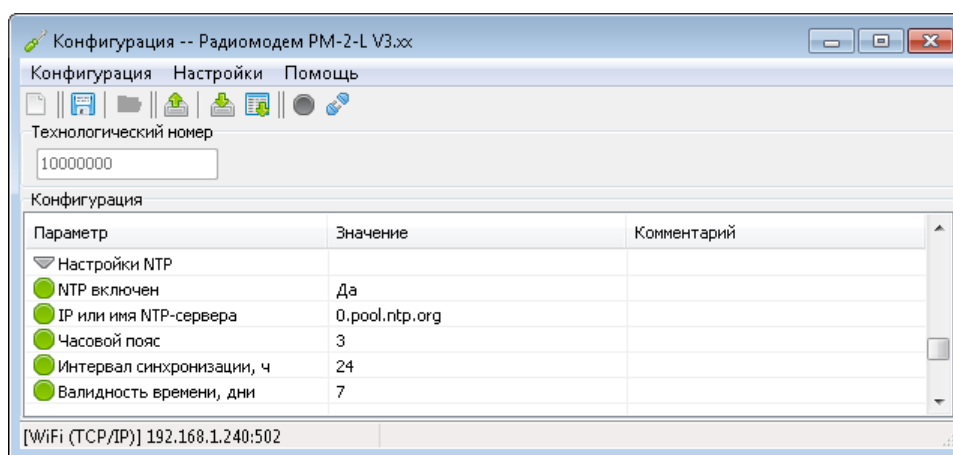 Конфигурация -- Радиомодем РМ-2-L V3.xx
Конфигурация Настройки Помощь
Технологический номер
10000000
Конфигурация
Параметр Значение Комментарий
Настройки NTP
NTP включен Да
IP или имя NTP-сервера 0.pool.ntp.org
Часовой пояс 3
Интервал синхронизации, ч 24
Валидность времени, дни 7
[WiFi (TCP/IP)] 192.168.1.240:502